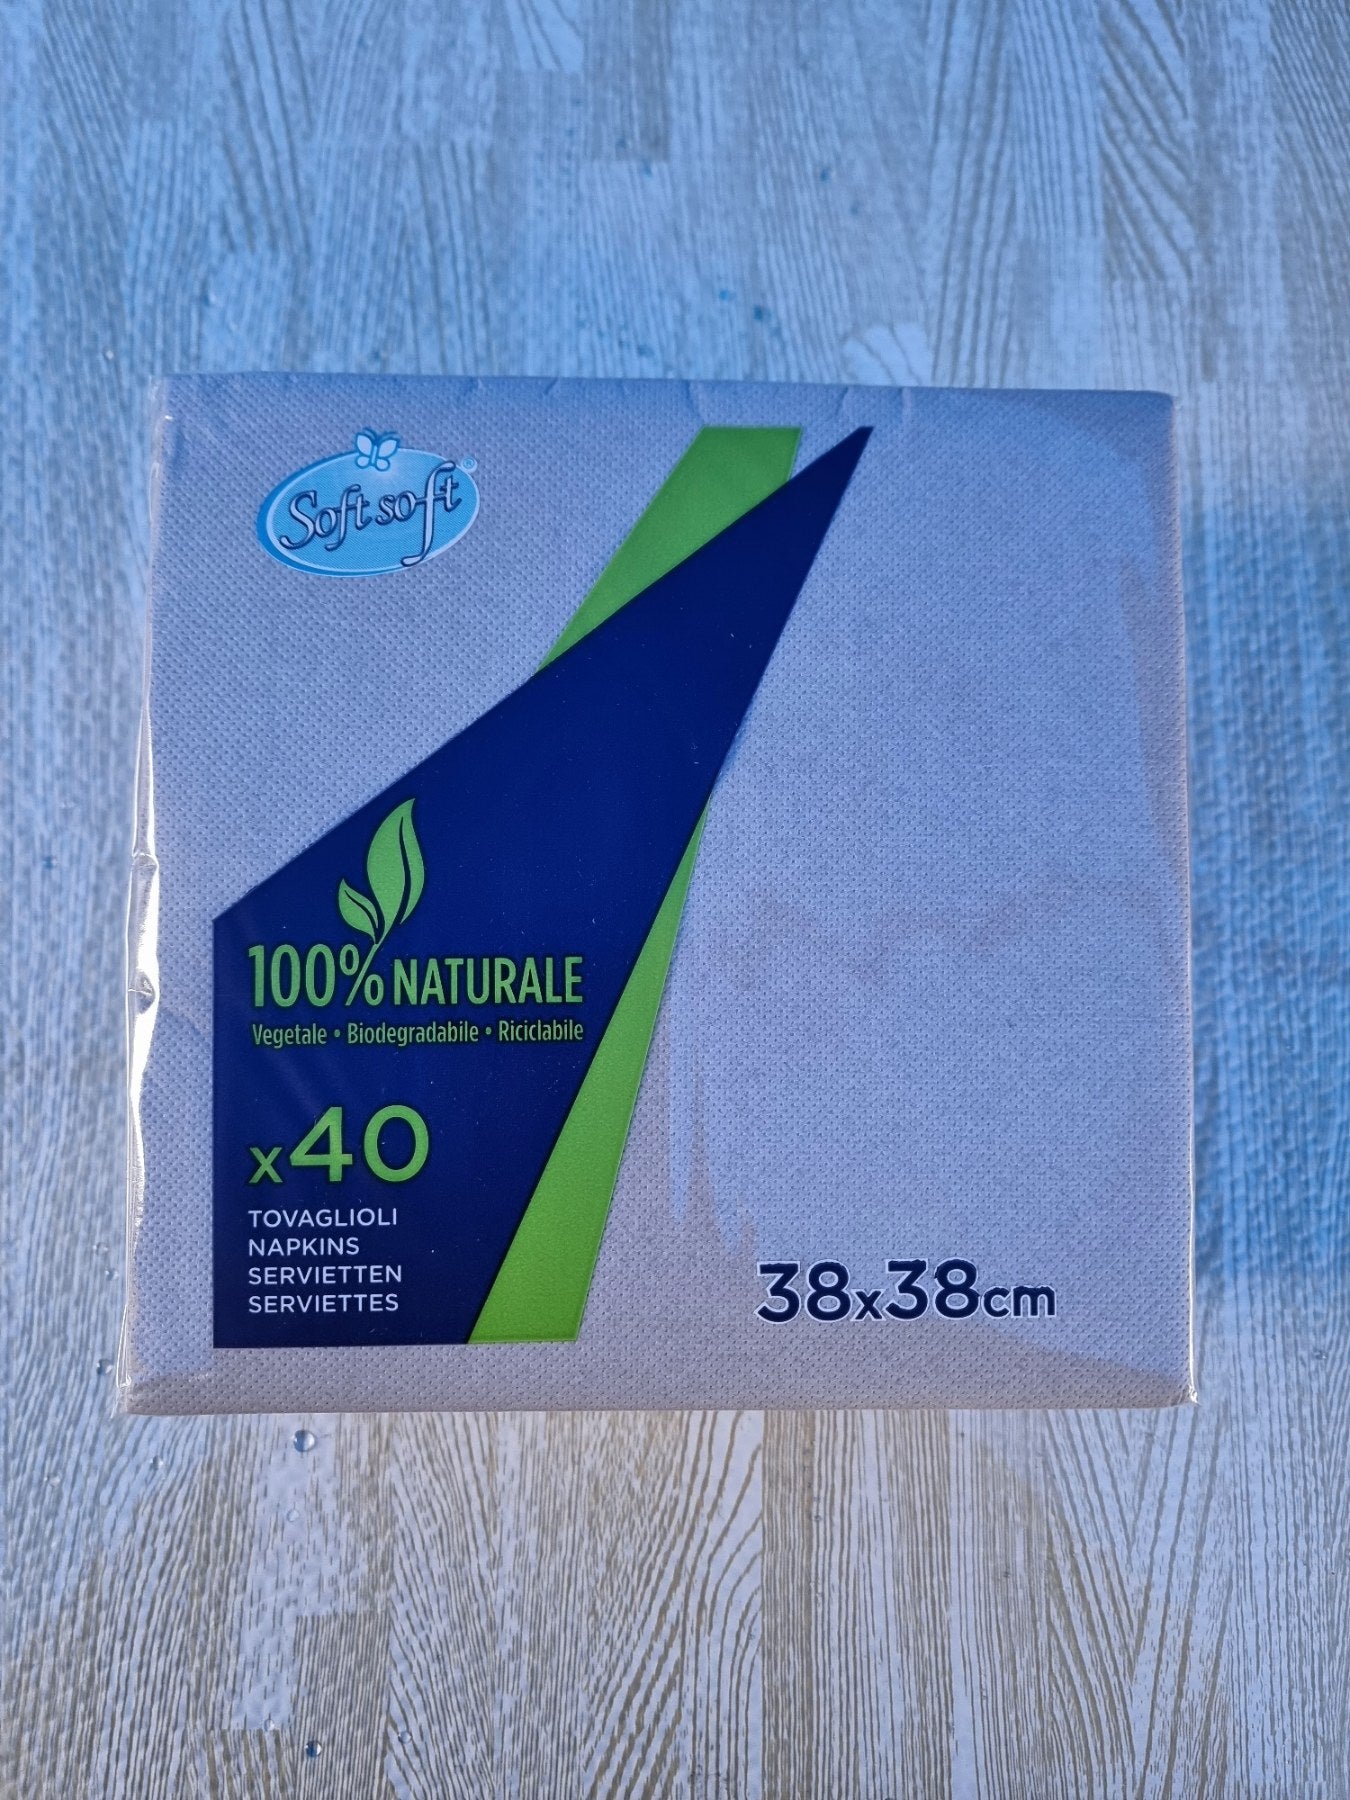 Soft soft®
100% NATURALE
Vegetale • Biodegradabile • Riciclabile
x40
TOVAGLIOLI
NAPKINS
SERVIETTEN
SERVIETTES
38x38cm